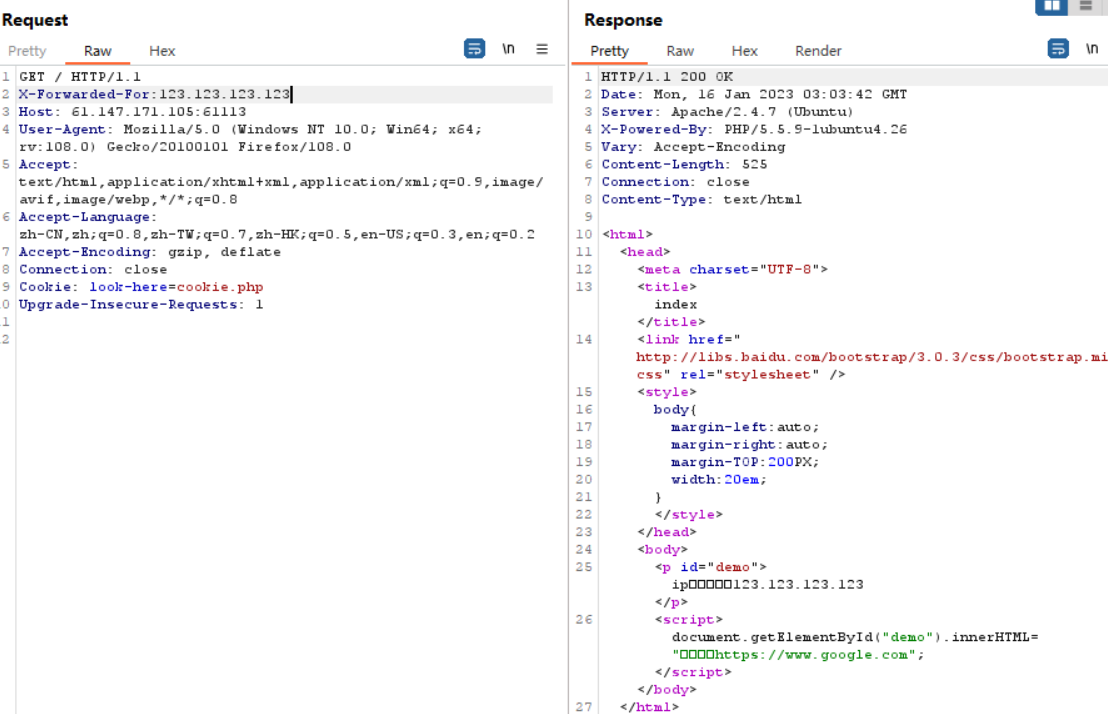 Request
Pretty Raw Hex \n
1 GET / HTTP/1.1
2 X-Forwarded-For:123.123.123.123
3 Host: 61.147.171.105:61113
4 User-Agent: Mozilla/5.0 (Windows NT 10.0; Win64; x64;
rv:108.0) Gecko/20100101 Firefox/108.0
5 Accept:
text/html,application/xhtml+xml,application/xml;q=0.9,image/
avif,image/webp,*/*;q=0.8
6 Accept-Language:
zh-CN,zh;q=0.8,zh-TW;q=0.7,zh-HK;q=0.5,en-US;q=0.3,en;q=0.2
7 Accept-Encoding: gzip, deflate
8 Connection: close
9 Cookie: look-here=cookie.php
0 Upgrade-Insecure-Requests: 1
1
2
Response
Pretty Raw Hex Render \n
1 HTTP/1.1 200 OK
2 Date: Mon, 16 Jan 2023 03:03:42 GMT
3 Server: Apache/2.4.7 (Ubuntu)
4 X-Powered-By: PHP/5.5.9-1ubuntu4.26
5 Vary: Accept-Encoding
6 Content-Length: 525
7 Connection: close
8 Content-Type: text/html
9
10 <html>
11 <head>
12 <meta charset="UTF-8">
13 <title>
index
</title>
14 <link href="
http://libs.baidu.com/bootstrap/3.0.3/css/bootstrap.mi
css" rel="stylesheet" />
15 <style>
16 body{
17 margin-left:auto;
18 margin-right:auto;
19 margin-TOP:200PX;
20 width:20em;
21 }
22 </style>
23 </head>
24 <body>
25 <p id="demo">
ip□□□□□123.123.123.123
</p>
26 <script>
document.getElementById("demo").innerHTML=
"□□□□https://www.google.com";
</script>
</body>
27 </html>